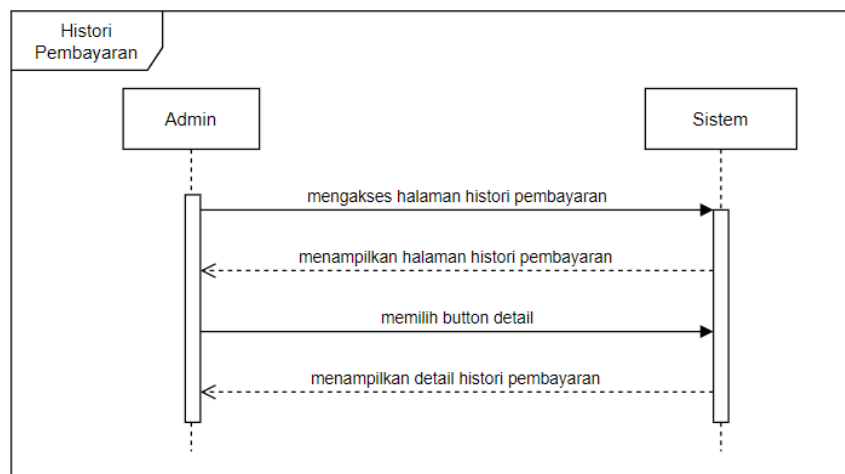 Histori
Pembayaran
Admin
Sistem
mengakses halaman histori pembayaran
menampilkan halaman histori pembayaran
memilih button detail
menampilkan detail histori pembayaran